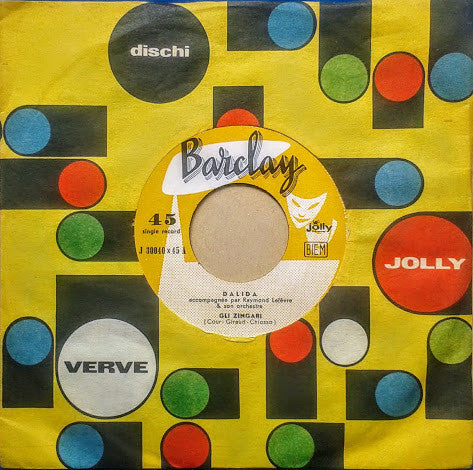 dischi
Barclay
45
single record
J 30040 x 45 A
Jolly
BIEM
DALIDA
accompagnée par Raymond Lefèvre
& son orchestre
GLI ZINGARI
(Cour-Giraud-Chiosso)
JOLLY
VERVE